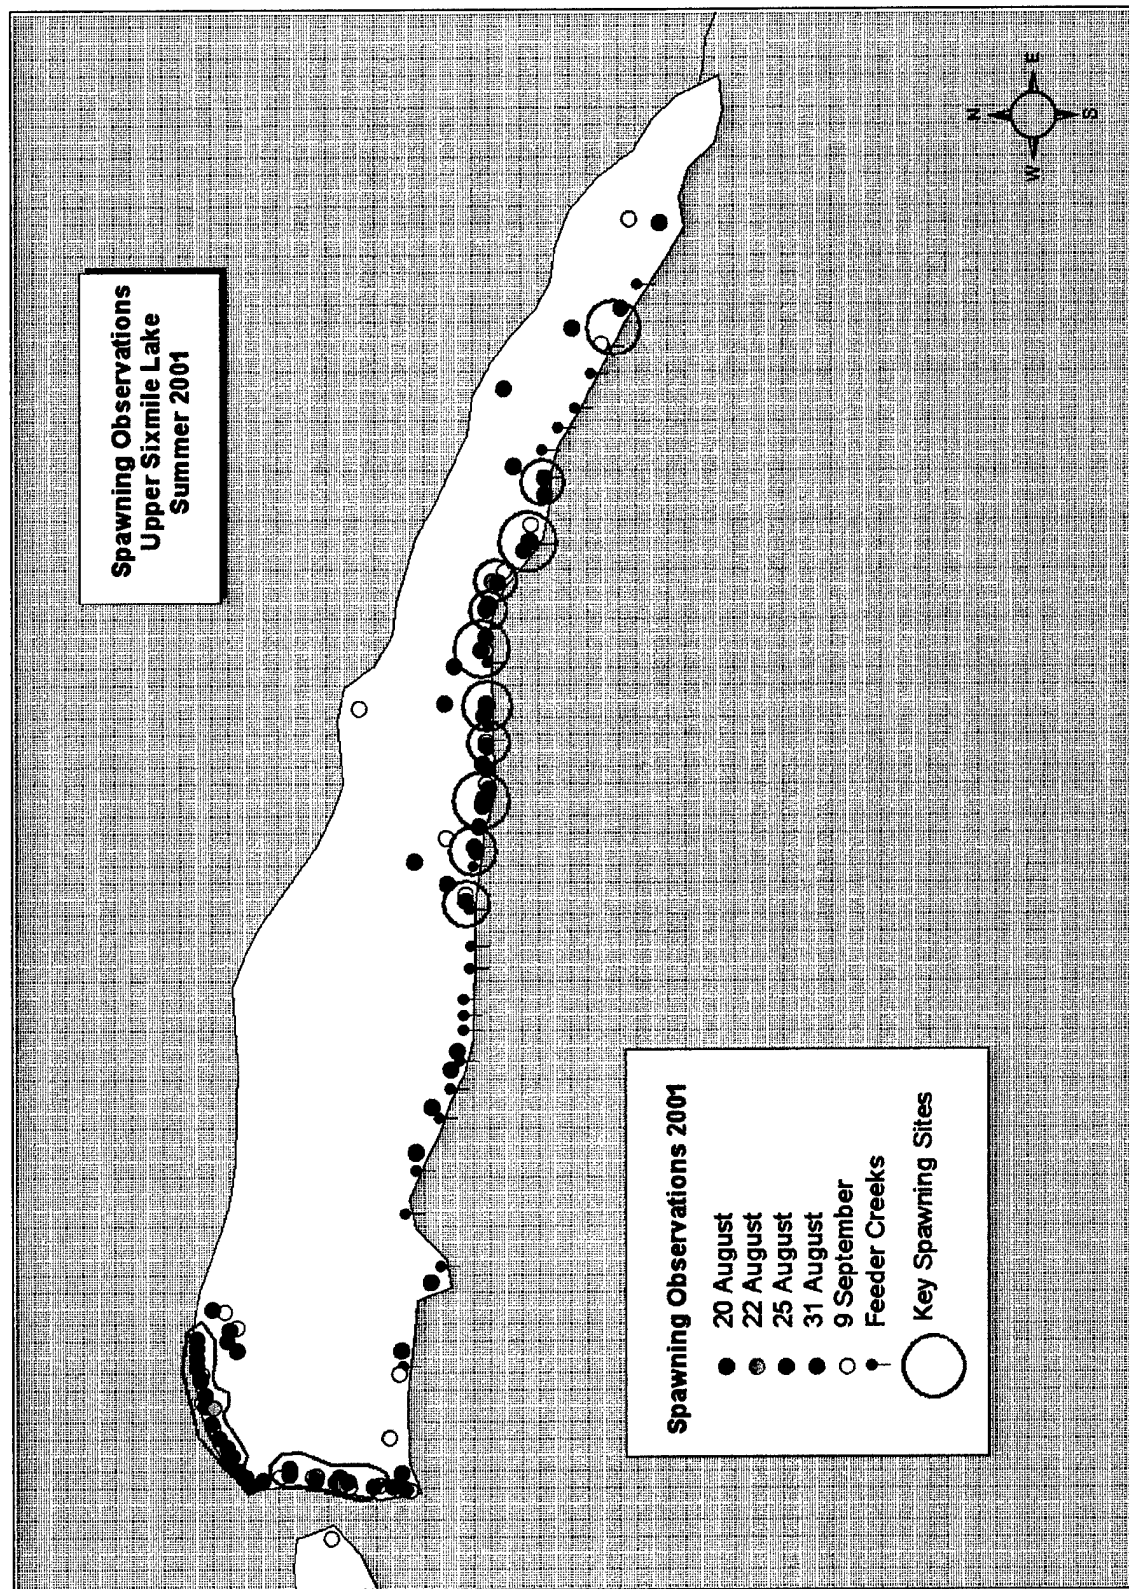 Spawning Observations
Upper Sixmile Lake
Summer 2001
N
E
S
W
Spawning Observations 2001
20 August
22 August
25 August
31 August
9 September
Feeder Creeks
Key Spawning Sites